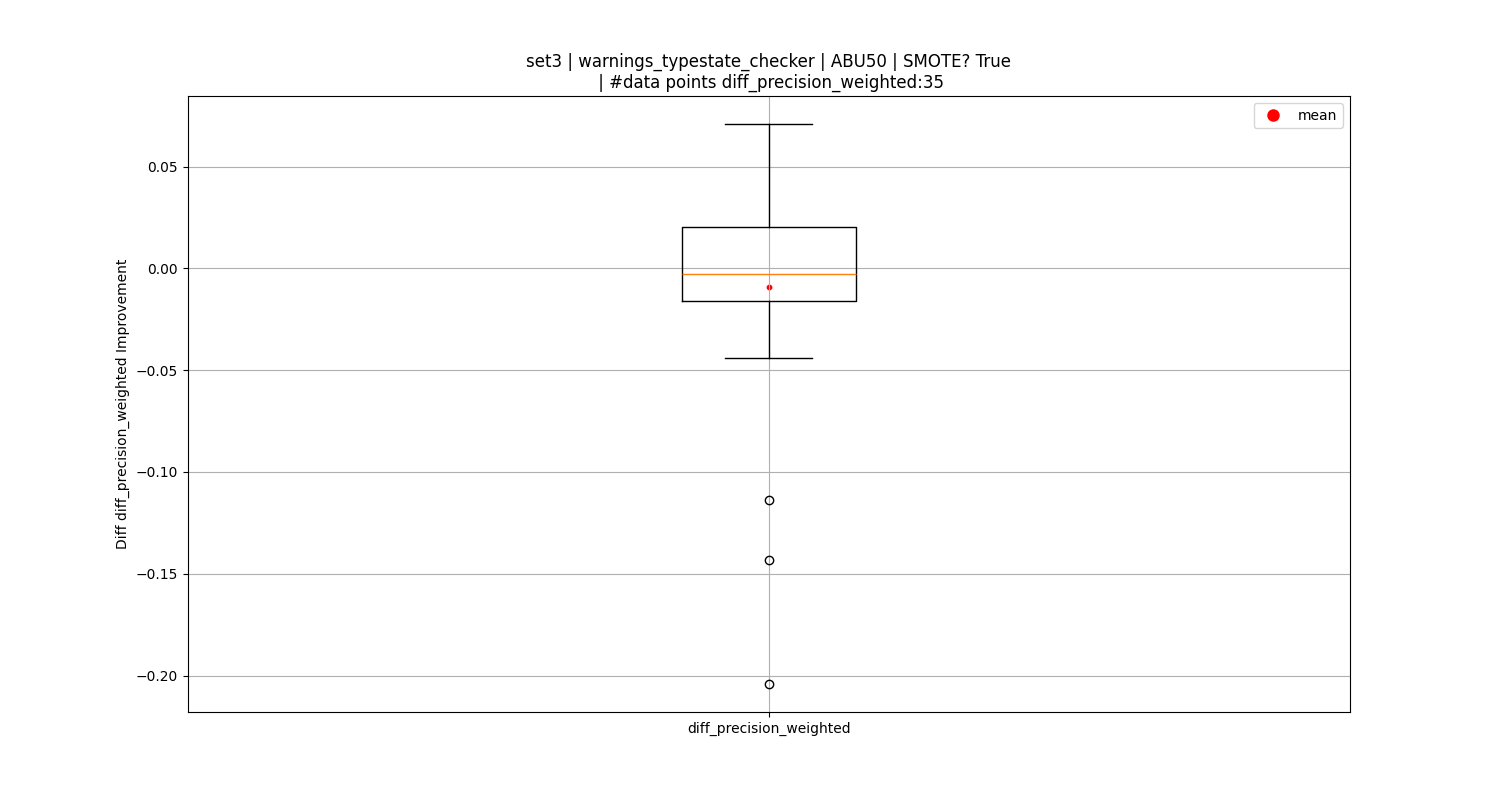 set3 | warnings_typestate_checker | ABU50 | SMOTE? True
| #data points diff_precision_weighted:35
mean
0.05
0.00
−0.05
−0.10
−0.15
−0.20
Diff diff_precision_weighted Improvement
diff_precision_weighted